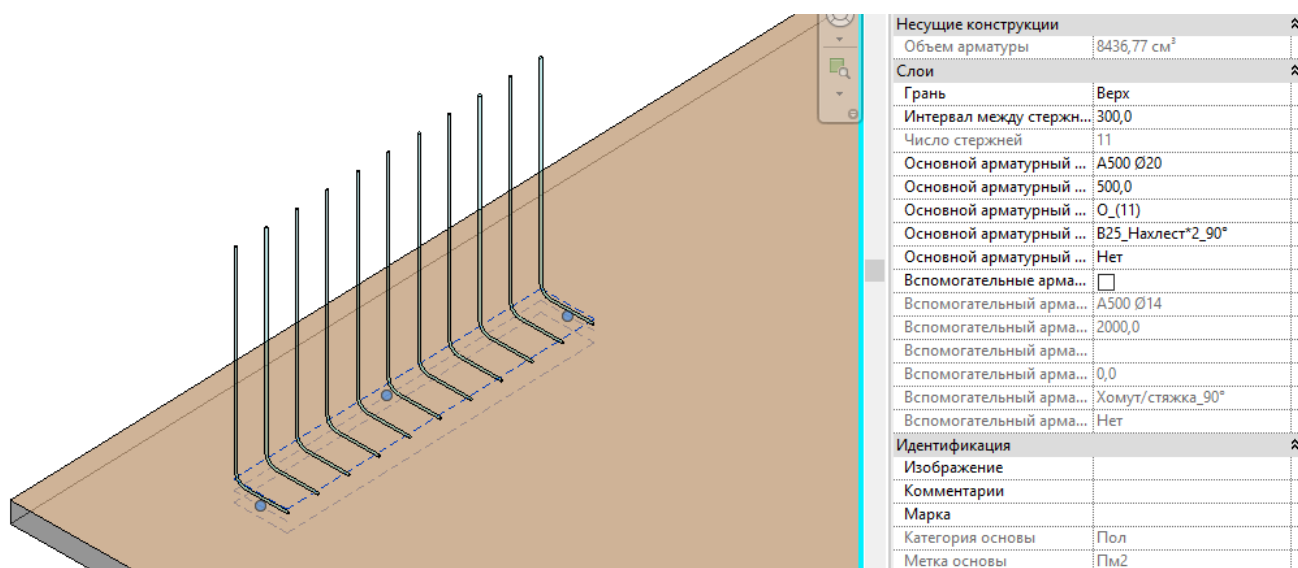 Несущие конструкции
Объем арматуры 8436,77 см³
Слои
Грань Верх
Интервал между стержн... 300,0
Число стержней 11
Основной арматурный ... A500 Ø20
Основной арматурный ... 500,0
Основной арматурный ... О_(11)
Основной арматурный ... В25_Нахлест*2_90°
Основной арматурный ... Нет
Вспомогательные арма...
Вспомогательный арма... A500 Ø14
Вспомогательный арма... 2000,0
Вспомогательный арма...
Вспомогательный арма... 0,0
Вспомогательный арма... Хомут/стяжка_90°
Вспомогательный арма... Нет
Идентификация
Изображение
Комментарии
Марка
Категория основы Пол
Метка основы Пм2